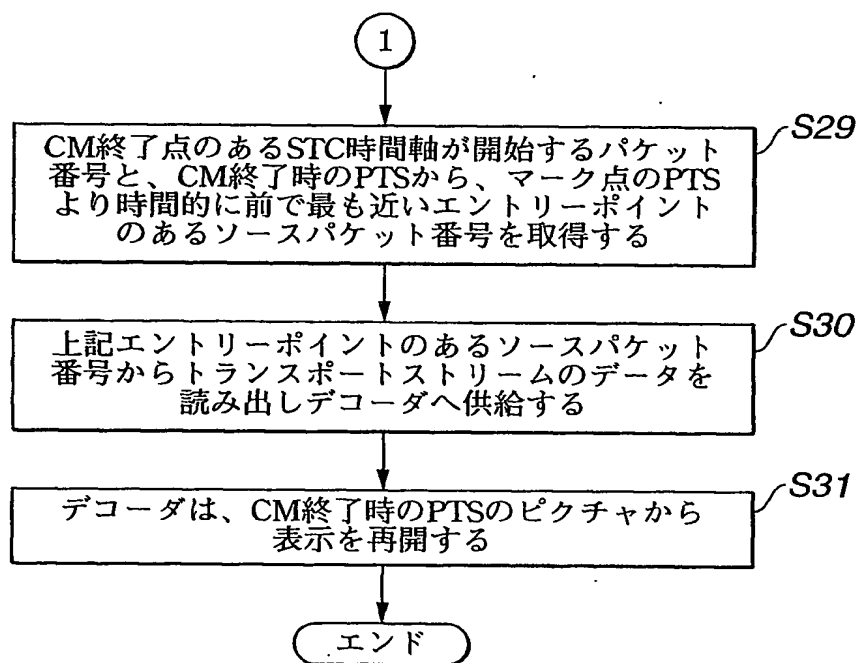 1
S29
CM終了点のあるSTC時間軸が開始するパケット
番号と、CM終了時のPTSから、マーク点のPTS
より時間的に前で最も近いエントリーポイント
のあるソースパケット番号を取得する
S30
上記エントリーポイントのあるソースパケット
番号からトランスポートストリームのデータを
読み出しデコーダへ供給する
S31
デコーダは、CM終了時のPTSのピクチャから
表示を再開する
エンド